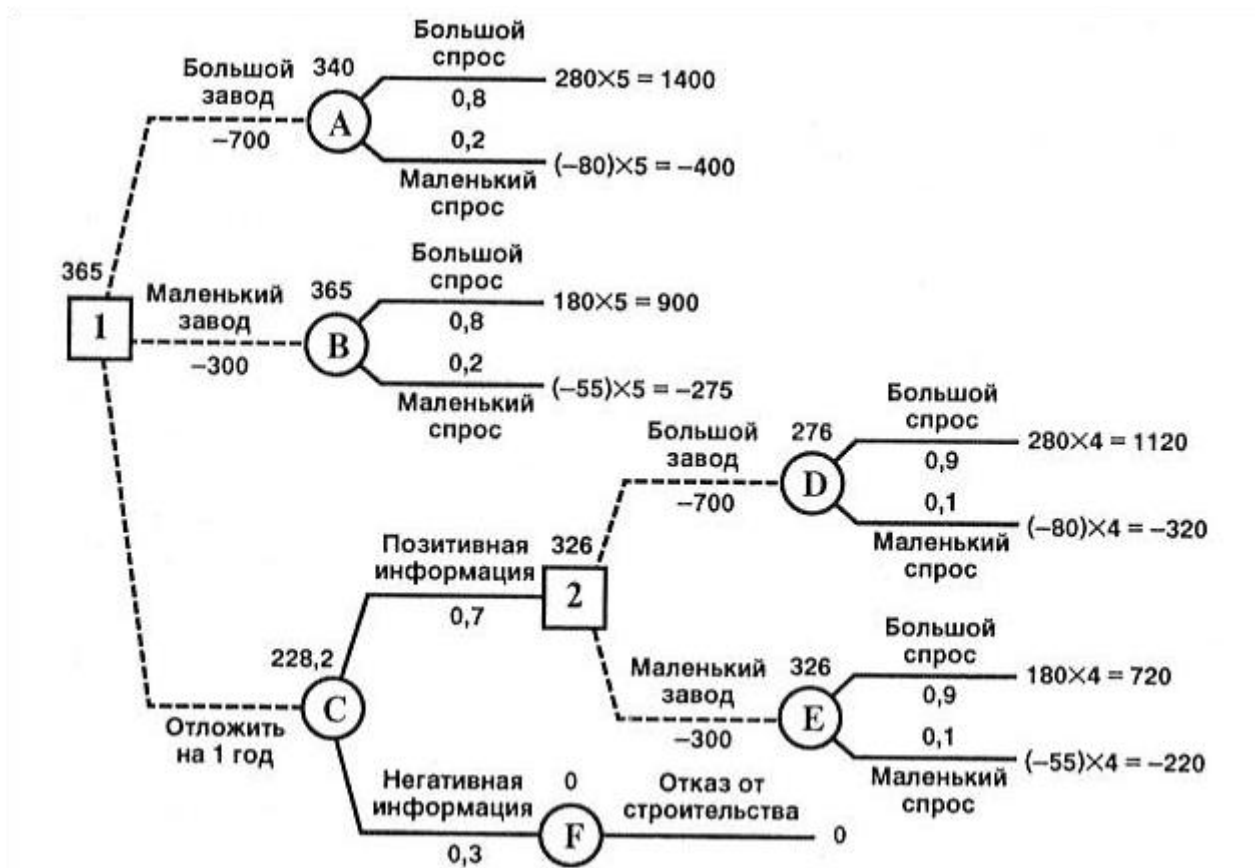 Большой
спрос
Большой
завод
340
280×5 = 1400
0,8
A
−700
0,2
(−80)×5 = −400
Маленький
спрос
Большой
спрос
365
Маленький
завод
365
180×5 = 900
1
0,8
B
−300
0,2
(−55)×5 = −275
Маленький
спрос
Большой
спрос
Большой
завод
276
280×4 = 1120
0,9
D
−700
0,1
(−80)×4 = −320
Маленький
спрос
Позитивная
информация
326
2
0,7
Большой
спрос
228,2
Маленький
завод
326
180×4 = 720
0,9
C
E
−300
0,1
Отложить
на 1 год
(−55)×4 = −220
Маленький
спрос
Негативная
информация
0
Отказ от
строительства
F
0
0,3